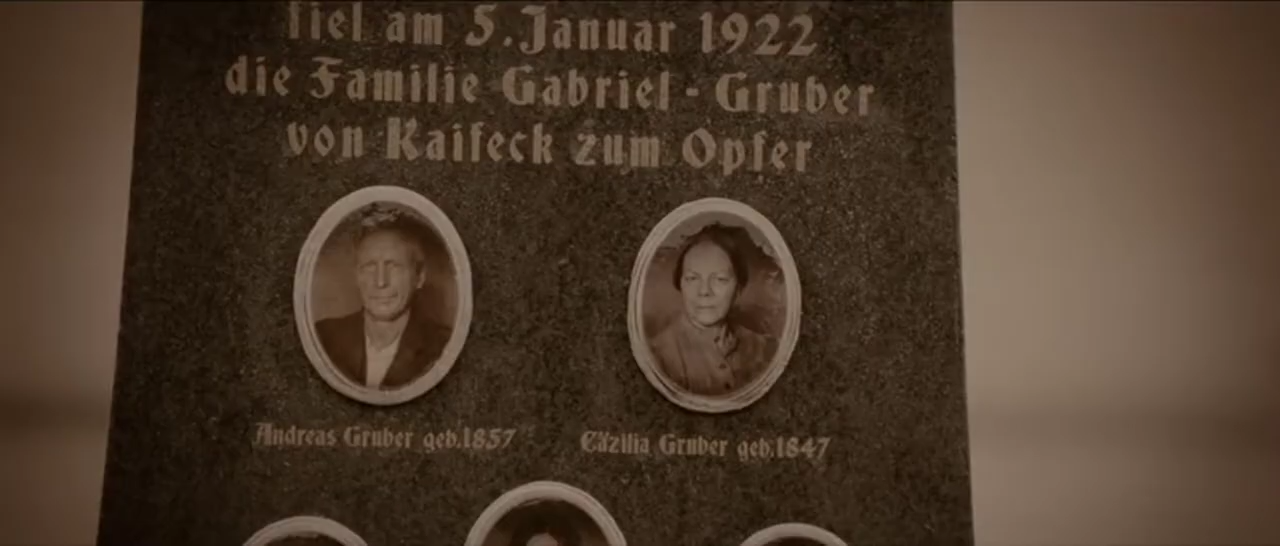 fiel am 5. Januar 1922
die Familie Gabriel - Gruber
von Kaifeck zum Opfer
Andreas Gruber geb. 1857
Cäzilia Gruber geb. 1847